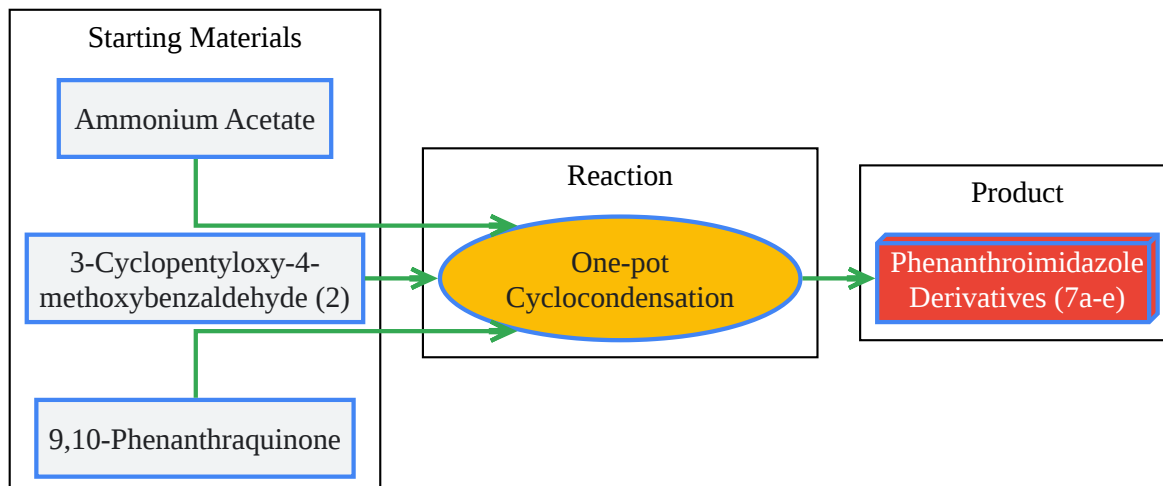 Starting Materials
Ammonium Acetate
3-Cyclopentyloxy-4-
methoxybenzaldehyde (2)
9,10-Phenanthraquinone
Reaction
One-pot
Cyclocondensation
Product
Phenanthroimidazole
Derivatives (7a-e)